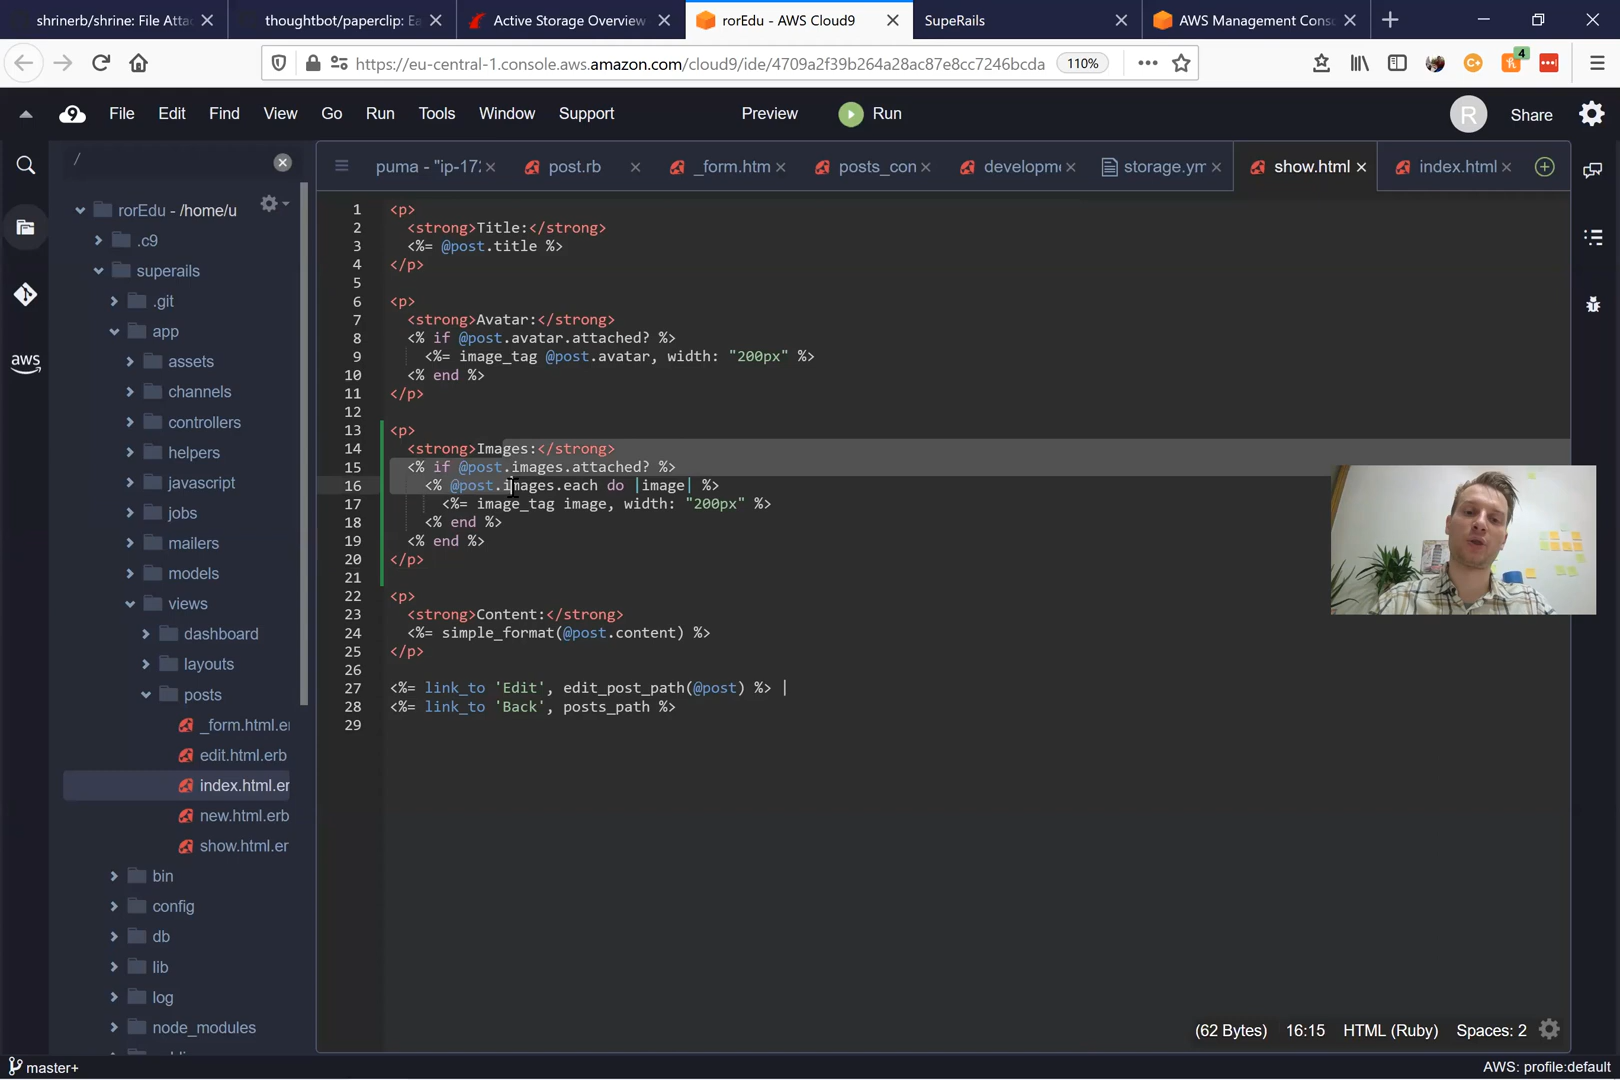 shrinerb/shrine: File Atta
thoughtbot/paperclip: Ea
Active Storage Overview
rorEdu - AWS Cloud9
SupeRails
AWS Management Cons
https://eu-central-1.console.aws.amazon.com/cloud9/ide/4709a2f39b264a28ac87e8cc7246bcda
110%
4
File Edit Find View Go Run Tools Window Support
Preview
Run
R
Share
/
puma - "ip-17
post.rb
_form.htm
posts_con
developme
storage.ym
show.html
index.html
rorEdu - /home/u
.c9
superails
.git
app
assets
channels
controllers
helpers
javascript
jobs
mailers
models
views
dashboard
layouts
posts
_form.html.er
edit.html.erb
index.html.er
new.html.erb
show.html.er
bin
config
db
lib
log
node_modules
aws
1 <p>
2 <strong>Title:</strong>
3 <%= @post.title %>
4 </p>
5
6 <p>
7 <strong>Avatar:</strong>
8 <% if @post.avatar.attached? %>
9 <%= image_tag @post.avatar, width: "200px" %>
10 <% end %>
11 </p>
12
13 <p>
14 <strong>Images:</strong>
15 <% if @post.images.attached? %>
16 <% @post.images.each do |image| %>
17 <%= image_tag image, width: "200px" %>
18 <% end %>
19 <% end %>
20 </p>
21
22 <p>
23 <strong>Content:</strong>
24 <%= simple_format(@post.content) %>
25 </p>
26
27 <%= link_to 'Edit', edit_post_path(@post) %> |
28 <%= link_to 'Back', posts_path %>
29
(62 Bytes) 16:15 HTML (Ruby) Spaces: 2
master+
AWS: profile:default